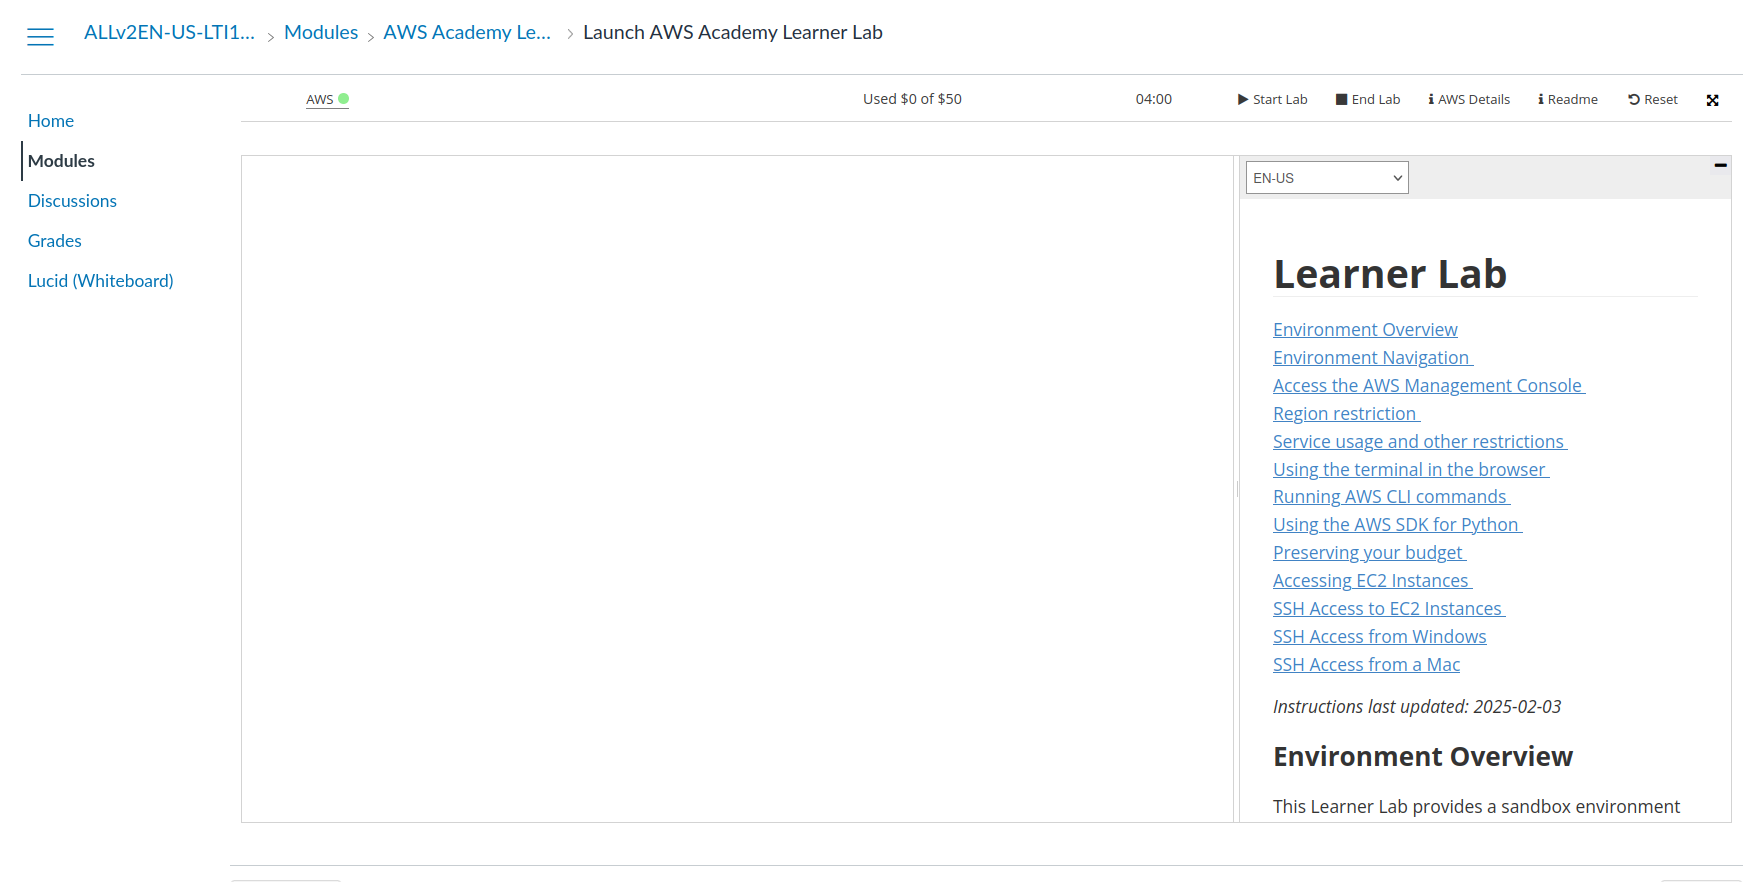 ALLv2EN-US-LTI1... > Modules > AWS Academy Le... > Launch AWS Academy Learner Lab
AWS Used $0 of $50 04:00 Start Lab End Lab AWS Details Readme Reset
Home
Modules
Discussions
Grades
Lucid (Whiteboard)
EN-US
Learner Lab
Environment Overview
Environment Navigation
Access the AWS Management Console
Region restriction
Service usage and other restrictions
Using the terminal in the browser
Running AWS CLI commands
Using the AWS SDK for Python
Preserving your budget
Accessing EC2 Instances
SSH Access to EC2 Instances
SSH Access from Windows
SSH Access from a Mac
Instructions last updated: 2025-02-03
Environment Overview
This Learner Lab provides a sandbox environment